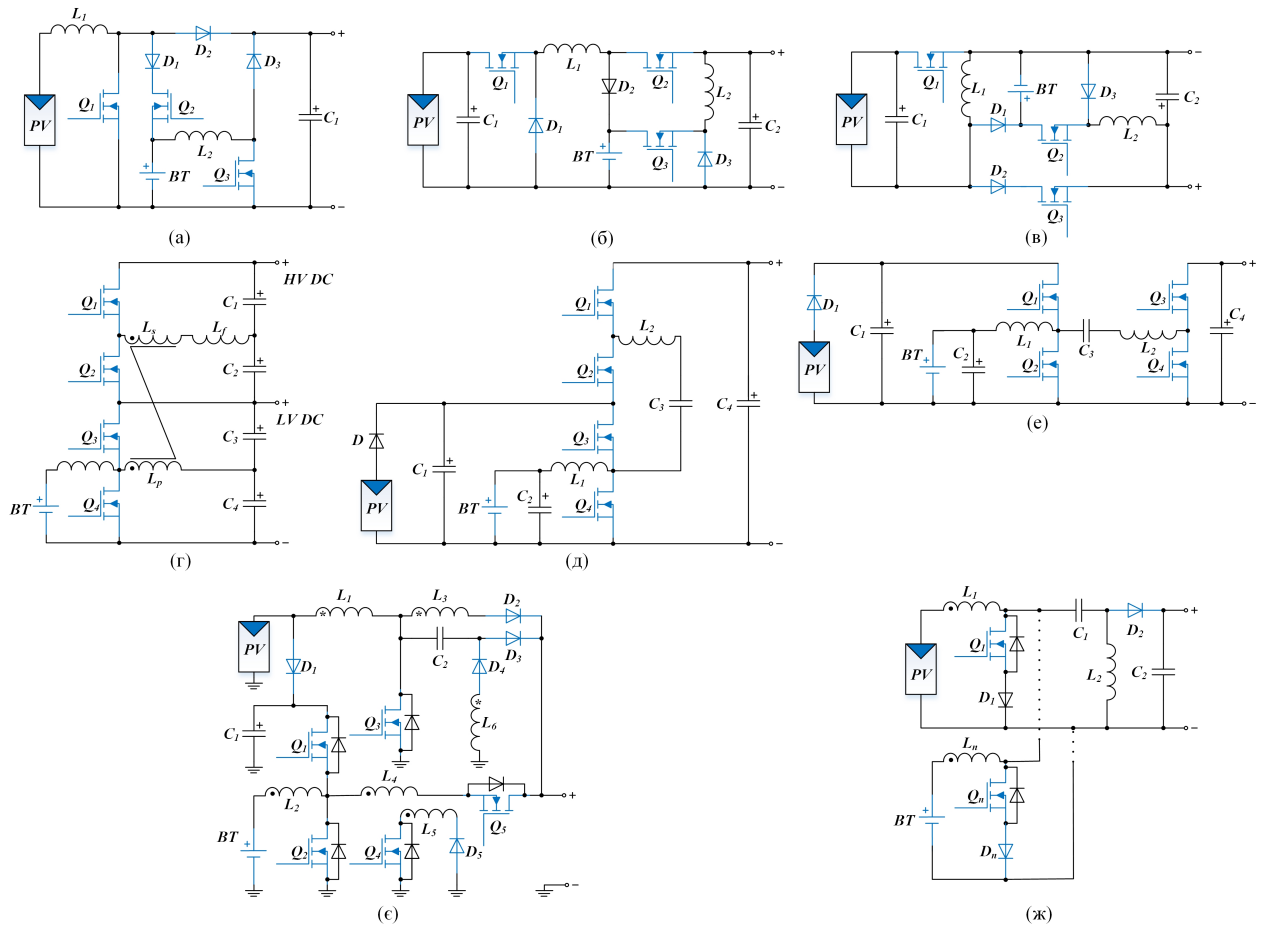 L1
D2
D1
D3
Q1
Q2
PV
C1
L2
BT
Q3
+
−
(а)
Q1
L1
Q2
D2
L2
PV
C1
D1
C2
BT
Q3
D3
+
−
(б)
Q1
L1
BT
D3
C2
PV
C1
D1
L2
Q2
D2
Q3
−
+
(в)
+
HV DC
Q1
C1
Ls
Lf
Q2
C2
LV DC
Q3
C3
Lp
BT
Q4
C4
−
(г)
+
Q1
L2
Q2
C3
C4
D
Q3
C1
L1
PV
BT
C2
Q4
−
(д)
+
D1
Q1
Q3
C1
C4
L1
C3
L2
PV
BT
C2
Q2
Q4
−
(е)
L1
L3
D2
PV
D3
C2
D1
D4
C1
Q3
L6
Q1
L4
L2
+
Q5
BT
L5
Q2
Q4
D5
−
(є)
L1
+
C1
D2
Q1
PV
L2
C2
D1
−
Ln
Qn
BT
Dn
(ж)